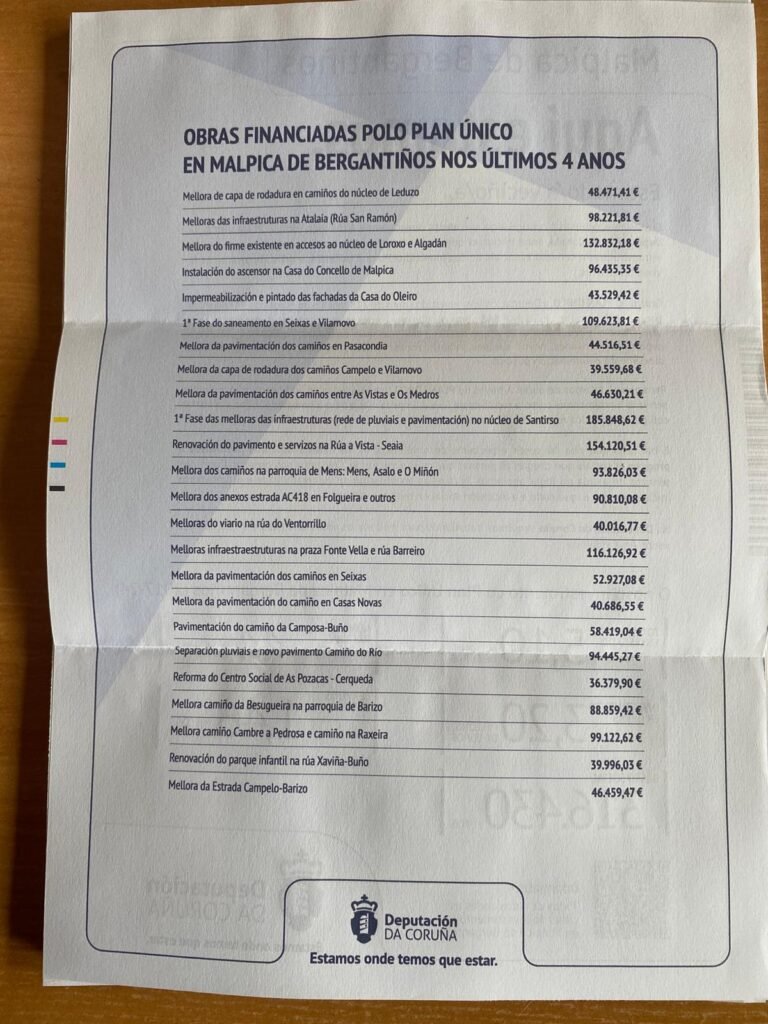 OBRAS FINANCIADAS POLO PLAN ÚNICO
EN MALPICA DE BERGANTIÑOS NOS ÚLTIMOS 4 ANOS
Mellora de capa de rodadura en camiños do núcleo de Leduzo 48.471,41 €
Melloras das infraestruturas na Atalaia (Rúa San Ramón) 98.221,81 €
Mellora do firme existente en accesos ao núcleo de Loroxo e Algadán 132.832,18 €
Instalación do ascensor na Casa do Concello de Malpica 96.435,35 €
Impermeabilización e pintado das fachadas da Casa do Oleiro 43.529,42 €
1ª Fase do saneamento en Seixas e Vilarnovo 109.623,81 €
Mellora da pavimentación dos camiños en Pasacondia 44.516,51 €
Mellora da capa de rodadura dos camiños Campelo e Vilarnovo 39.559,68 €
Mellora da pavimentación dos camiños entre As Vistas e Os Medros 46.630,21 €
1ª Fase das melloras das infraestruturas (rede de pluviais e pavimentación) no núcleo de Santirso 185.848,62 €
Renovación do pavimento e servizos na Rúa a Vista - Seaia 154.120,51 €
Mellora dos camiños na parroquia de Mens: Mens, Asalo e O Miñón 93.826,03 €
Mellora dos anexos estrada AC418 en Folgueira e outros 90.810,08 €
Melloras do viario na rúa do Ventorrillo 40.016,77 €
Melloras infraestraestruturas na praza Fonte Vella e rúa Barreiro 116.126,92 €
Mellora da pavimentación dos camiños en Seixas 52.927,08 €
Mellora da pavimentación do camiño en Casas Novas 40.686,55 €
Pavimentación do camiño da Camposa-Buño 58.419,04 €
Separación pluviais e novo pavimento Camiño do Río 94.445,27 €
Reforma do Centro Social de As Pozacas - Cerqueda 36.379,90 €
Mellora camiño da Besugueira na parroquia de Barizo 88.859,42 €
Mellora camiño Cambre a Pedrosa e camiño na Raxeira 99.122,62 €
Renovación do parque infantil na rúa Xaviña-Buño 39.996,03 €
Mellora da Estrada Campelo-Barizo 46.459,47 €
Deputación
DA CORUÑA
Estamos onde temos que estar.